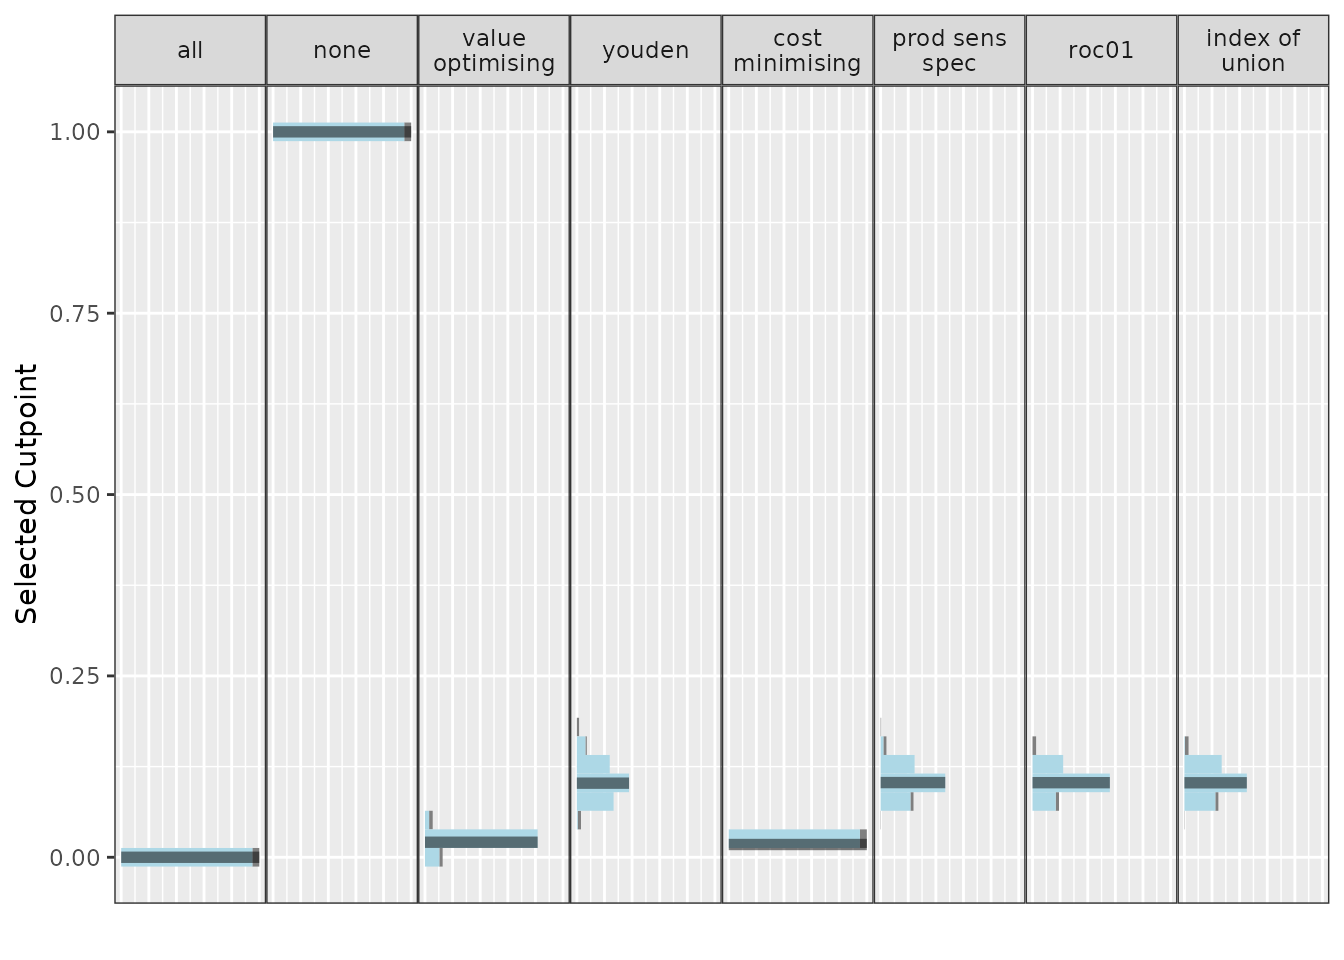 all
none
value
optimising
youden
cost
minimising
prod sens
spec
roc01
index of
union
1.00
0.75
0.50
0.25
0.00
Selected Cutpoint